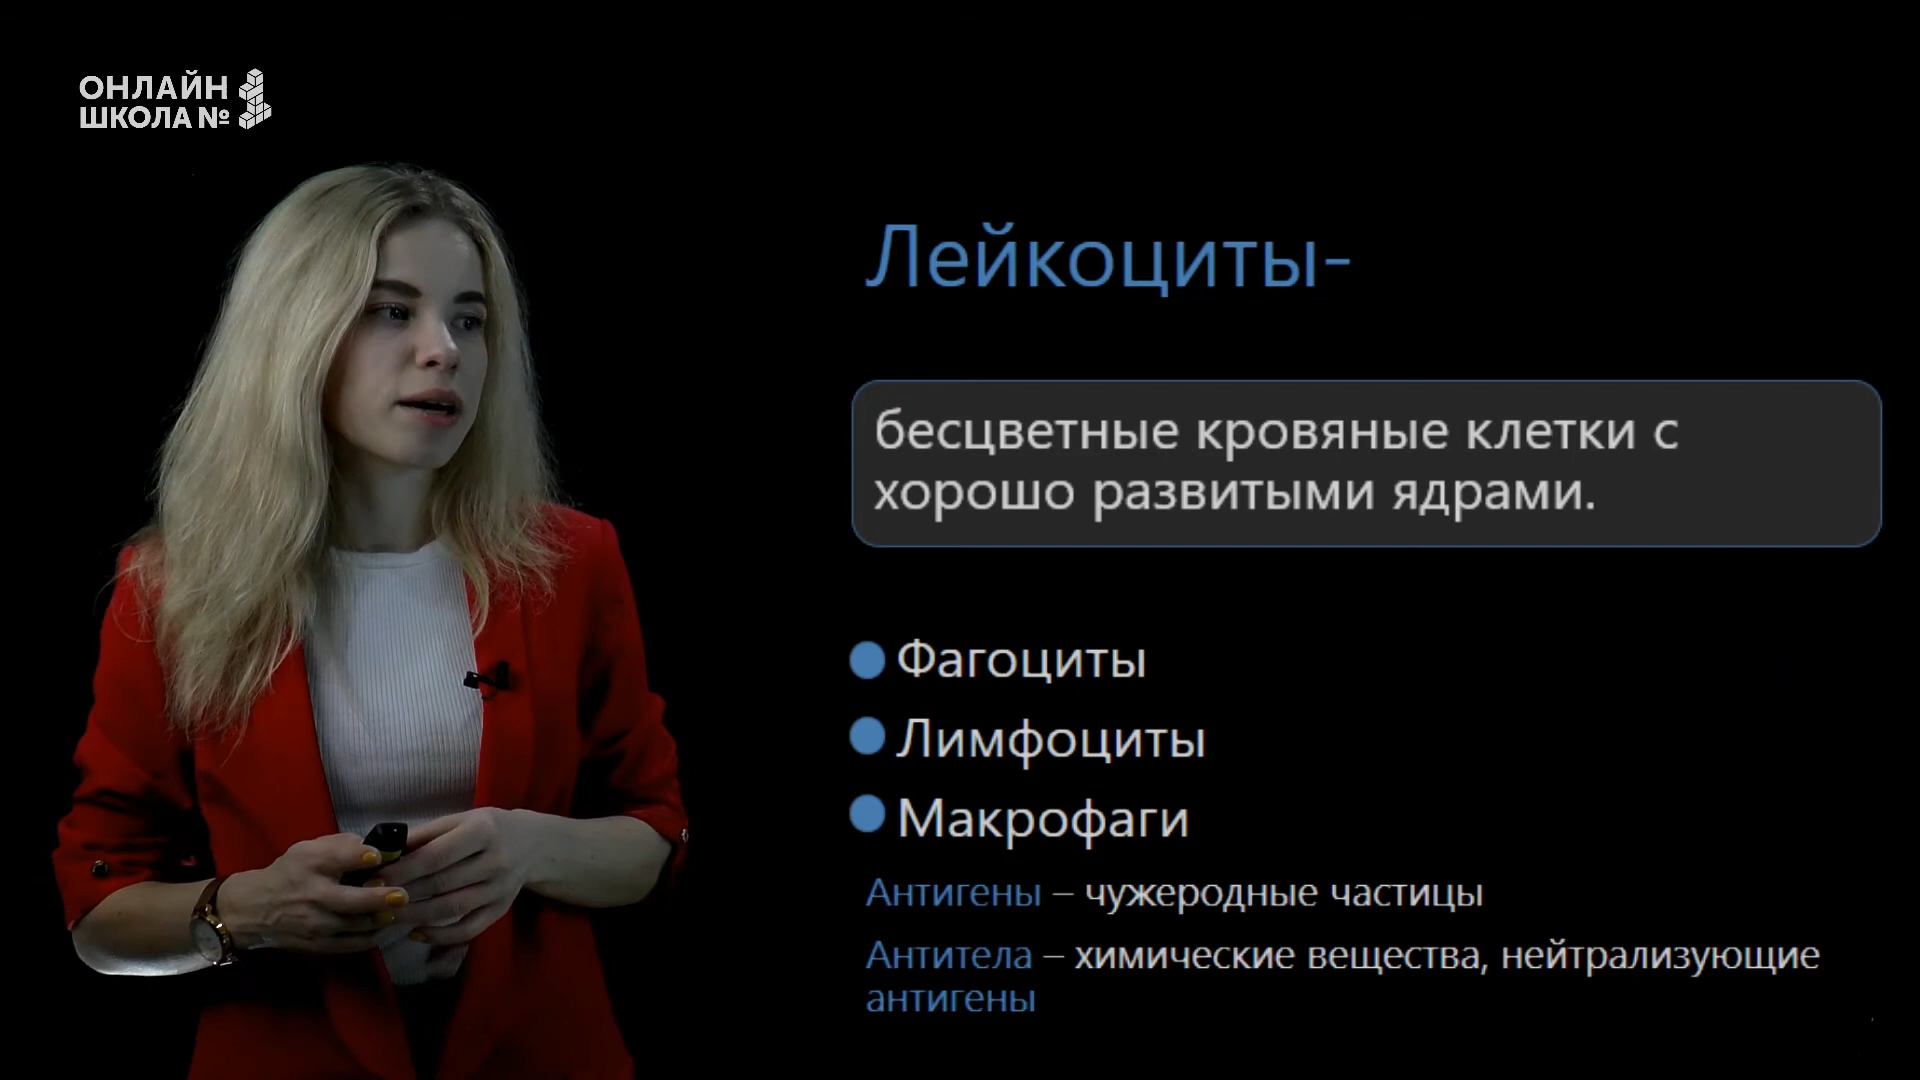 ОНЛАЙН
ШКОЛА №
Лейкоциты-
бесцветные кровяные клетки с
хорошо развитыми ядрами.
Фагоциты
Лимфоциты
Макрофаги
Антигены – чужеродные частицы
Антитела – химические вещества, нейтрализующие
антигены